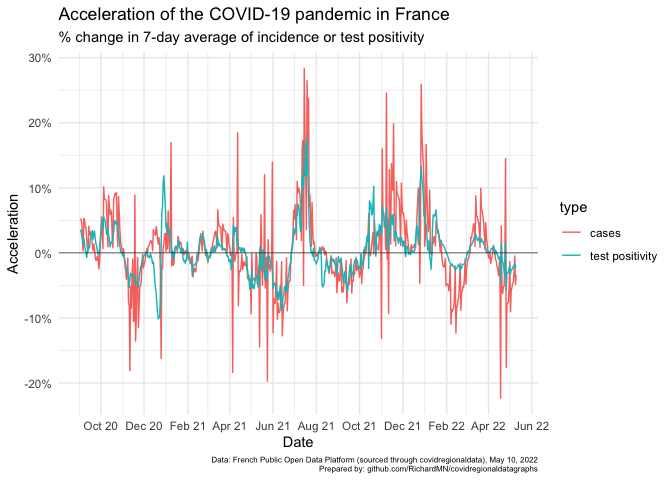 Acceleration of the COVID-19 pandemic in France
% change in 7-day average of incidence or test positivity
30%
20%
10%
0%
-10%
-20%
Acceleration
Oct 20 Dec 20 Feb 21 Apr 21 Jun 21 Aug 21 Oct 21 Dec 21 Feb 22 Apr 22 Jun 22
Date
type
cases
test positivity
Data: French Public Open Data Platform (sourced through covidregionaldata), May 10, 2022
Prepared by: github.com/RichardMN/covidregionaldatagraphs